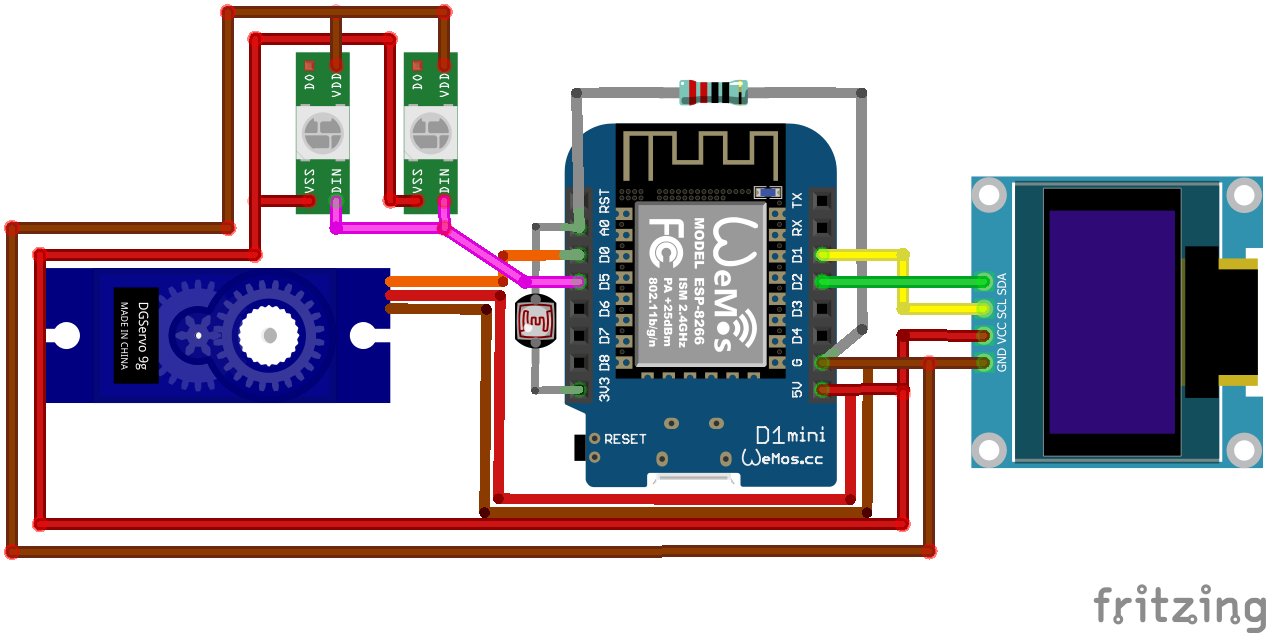 DO
VDD
VSS
DIN
DO
VDD
VSS
DIN
DGServo 9g
MADE IN CHINA
RST
A0
D0
D5
D6
D7
D8
3V3
TX
RX
D1
D2
D3
D4
G
5V
WeMos
MODEL ESP-8266
ISM 2.4GHz
PA +25dBm
802.11b/g/n
FC
RESET
D1 mini
WeMos.cc
SDA
SCL
VCC
GND
fritzing